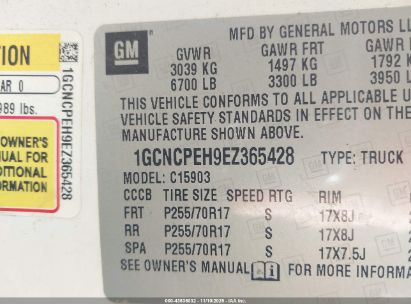 TION
AR 0
989 lbs.
OWNER'S
NUAL FOR
DITIONAL
ORMATION
1GCNCPEH9EZ365428
GM
MFD BY GENERAL MOTORS LL
GVWR GAWR FRT GAWR
3039 KG 1497 KG 1792
6700 LB 3300 LB 3950
THIS VEHICLE CONFORMS TO ALL APPLICABLE
VEHICLE SAFETY STANDARDS IN EFFECT ON THE
MANUFACTURE SHOWN ABOVE.
1GCNCPEH9EZ365428 TYPE: TRUCK
MODEL: C15903
CCCB TIRE SIZE SPEED RTG RIM
FRT P255/70R17 S 17X8J
RR P255/70R17 S 17X8J
SPA P255/70R17 S 17X7.5J
SEE OWNER'S MANUAL FOR MORE INFORMA